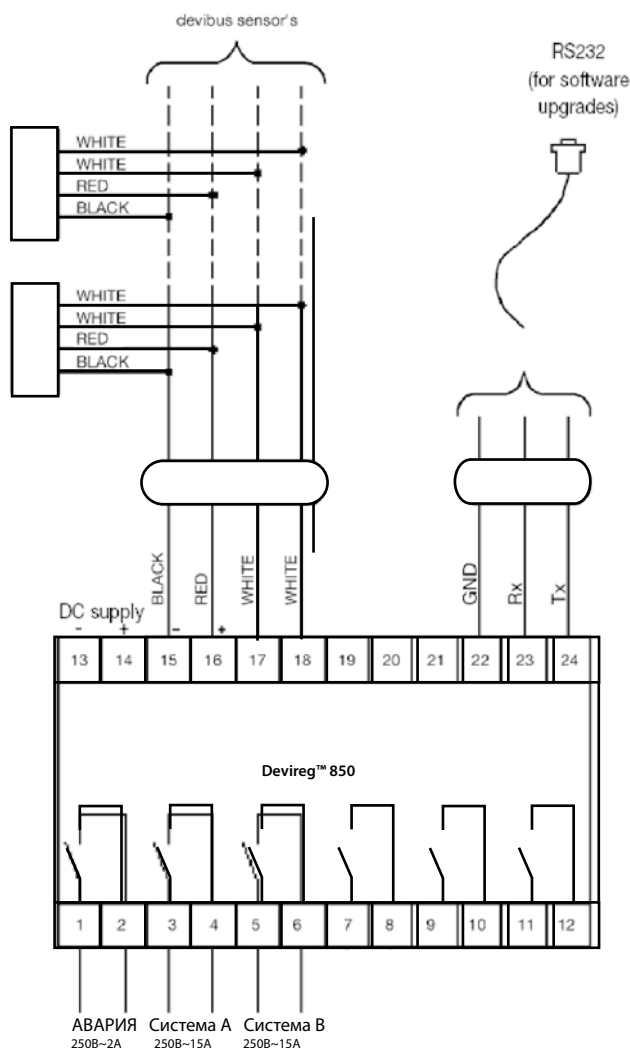 devibus sensor's
RS232
(for software
upgrades)
WHITE
WHITE
RED
BLACK
WHITE
WHITE
RED
BLACK
BLACK
RED
WHITE
WHITE
GND
Rx
Tx
DC supply
- + - +
13 14 15 16 17 18 19 20 21 22 23 24
Devireg™ 850
1 2 3 4 5 6 7 8 9 10 11 12
АВАРИЯ Система А Система В
250В~2А 250В~15А 250В~15А